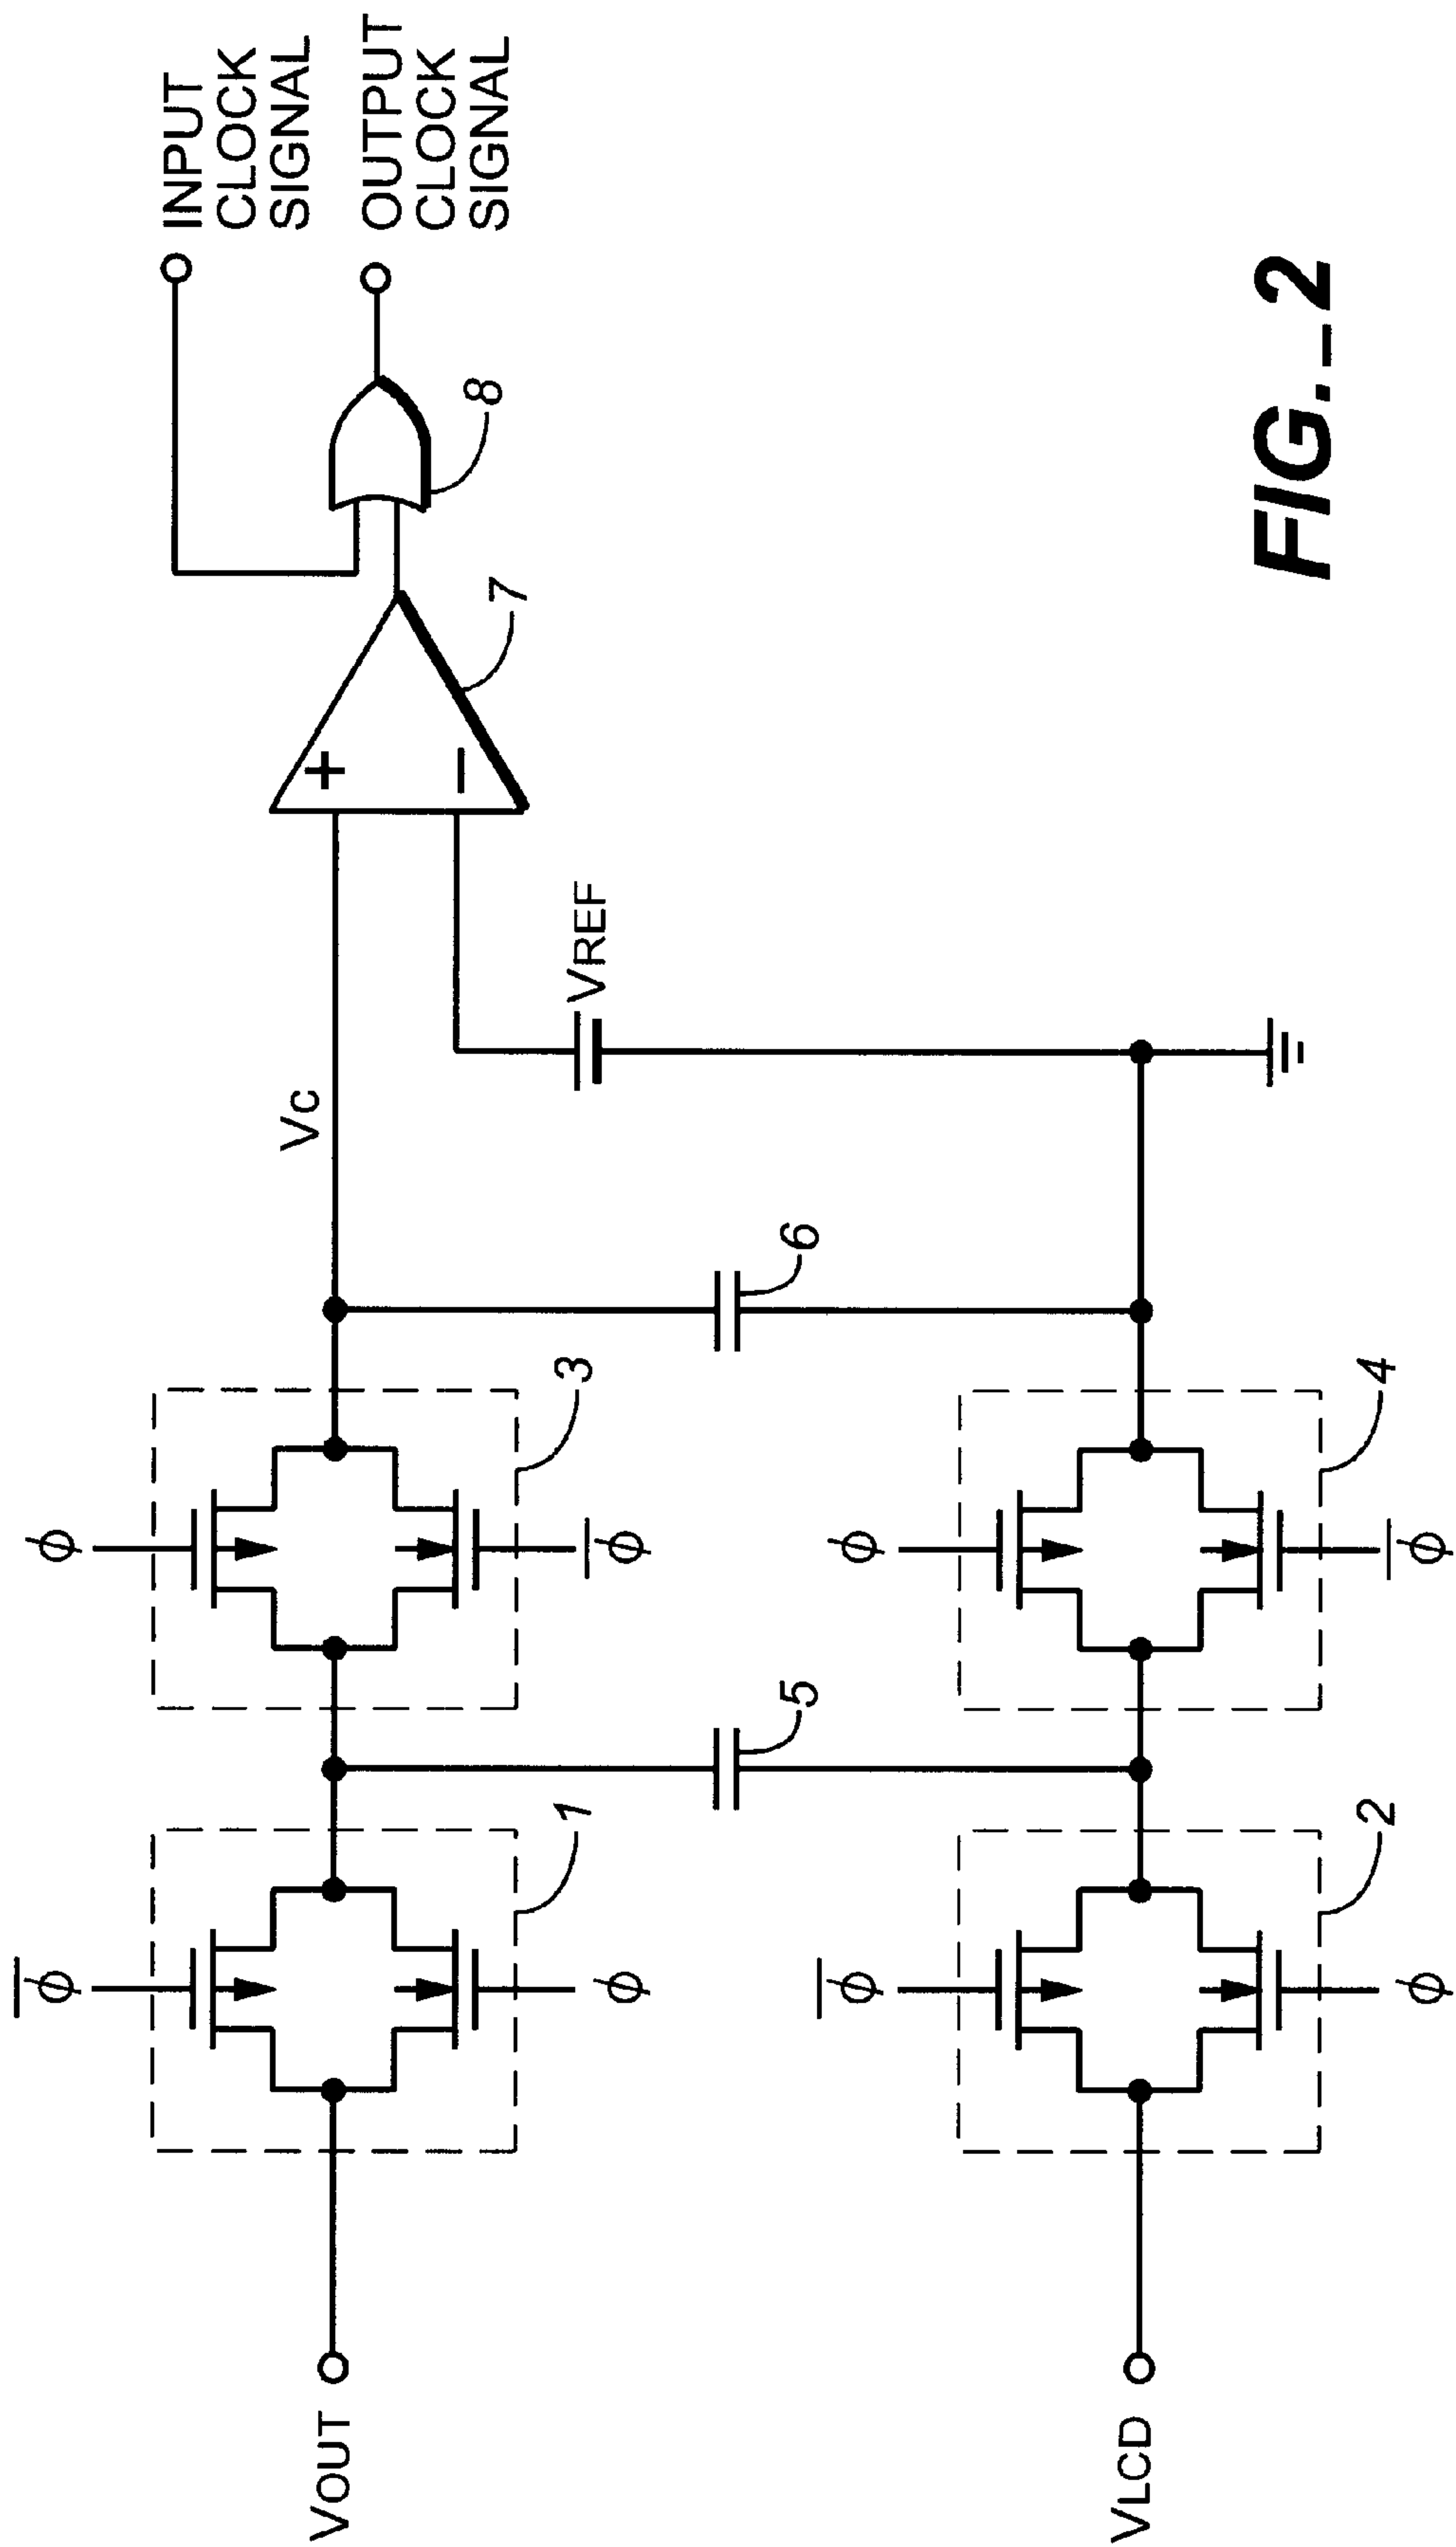 INPUT
CLOCK
SIGNAL
OUTPUT
CLOCK
SIGNAL
8
7
+
−
VC
VREF
ϕ
3
ϕ̅
6
ϕ
4
ϕ̅
5
ϕ̅
1
ϕ
ϕ̅
2
ϕ
VOUT
VLCD
FIG._2